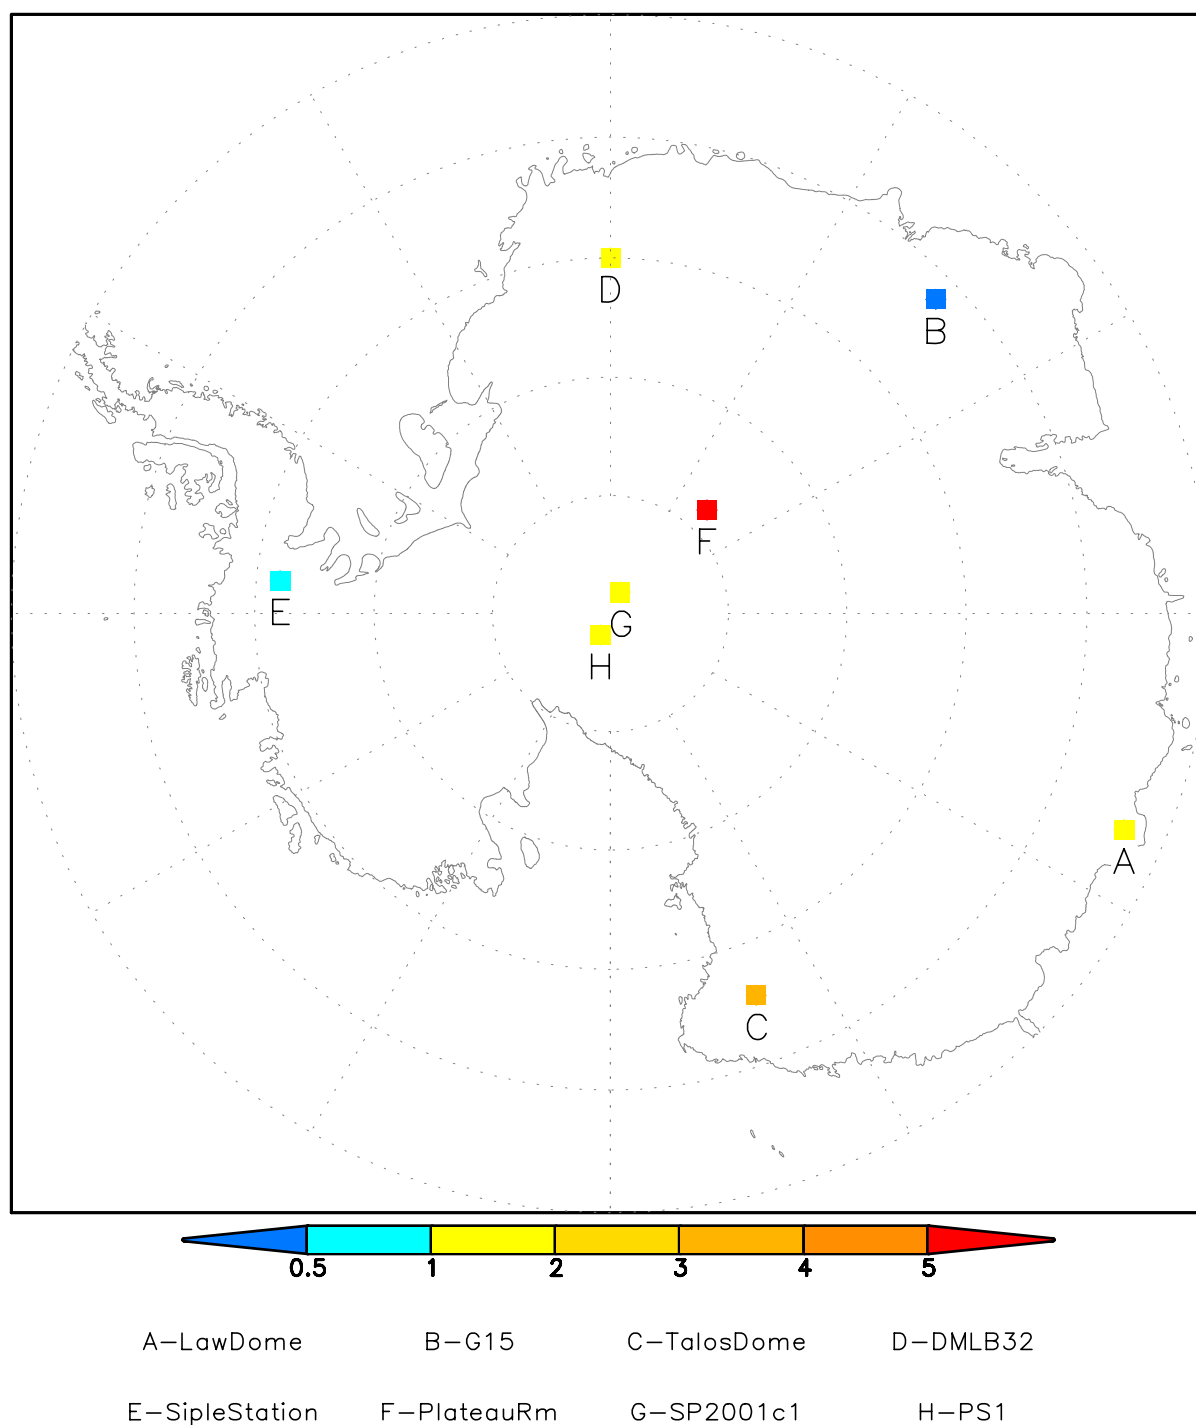 D
B
F
E
G
H
A
C
0.5 1 2 3 4 5
A-LawDome B-G15 C-TalosDome D-DMLB32
E-SipleStation F-PlateauRm G-SP2001c1 H-PS1